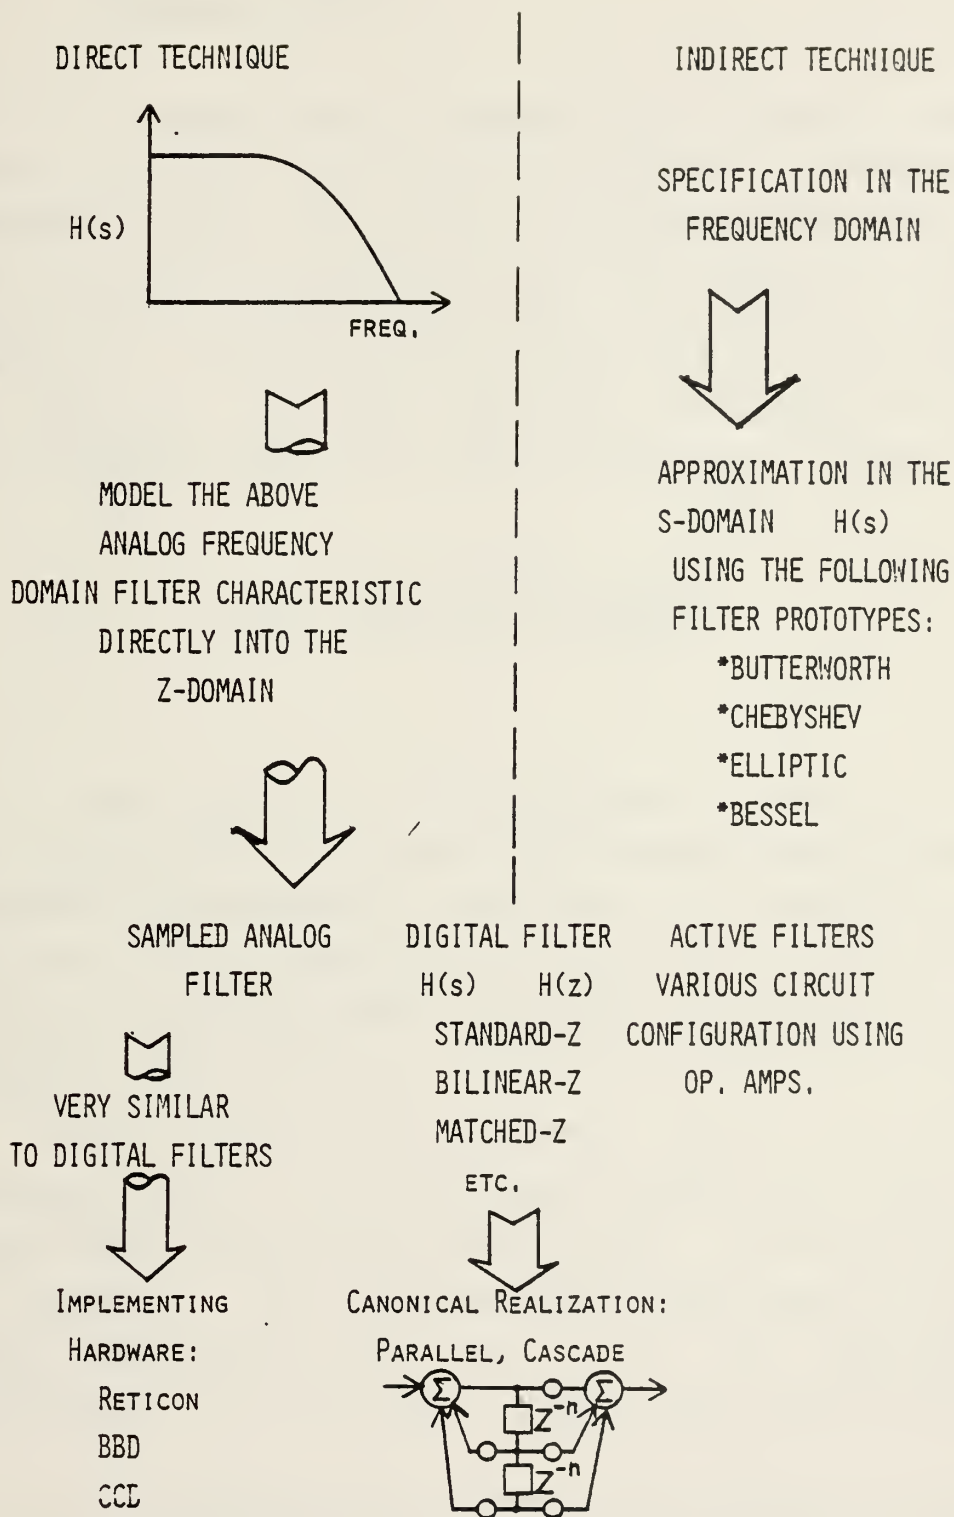 DIRECT TECHNIQUE
H(s)
FREQ.
MODEL THE ABOVE
ANALOG FREQUENCY
DOMAIN FILTER CHARACTERISTIC
DIRECTLY INTO THE
Z-DOMAIN
INDIRECT TECHNIQUE
SPECIFICATION IN THE
FREQUENCY DOMAIN
APPROXIMATION IN THE
S-DOMAIN H(s)
USING THE FOLLOWING
FILTER PROTOTYPES:
*BUTTERWORTH
*CHEBYSHEV
*ELLIPTIC
*BESSEL
SAMPLED ANALOG
FILTER
VERY SIMILAR
TO DIGITAL FILTERS
IMPLEMENTING
HARDWARE:
RETICON
BBD
CCD
DIGITAL FILTER
H(s) H(z)
STANDARD-Z
BILINEAR-Z
MATCHED-Z
ETC.
CANONICAL REALIZATION:
PARALLEL, CASCADE
Σ Σ
Z⁻ⁿ
Z⁻ⁿ
ACTIVE FILTERS
VARIOUS CIRCUIT
CONFIGURATION USING
OP. AMPS.